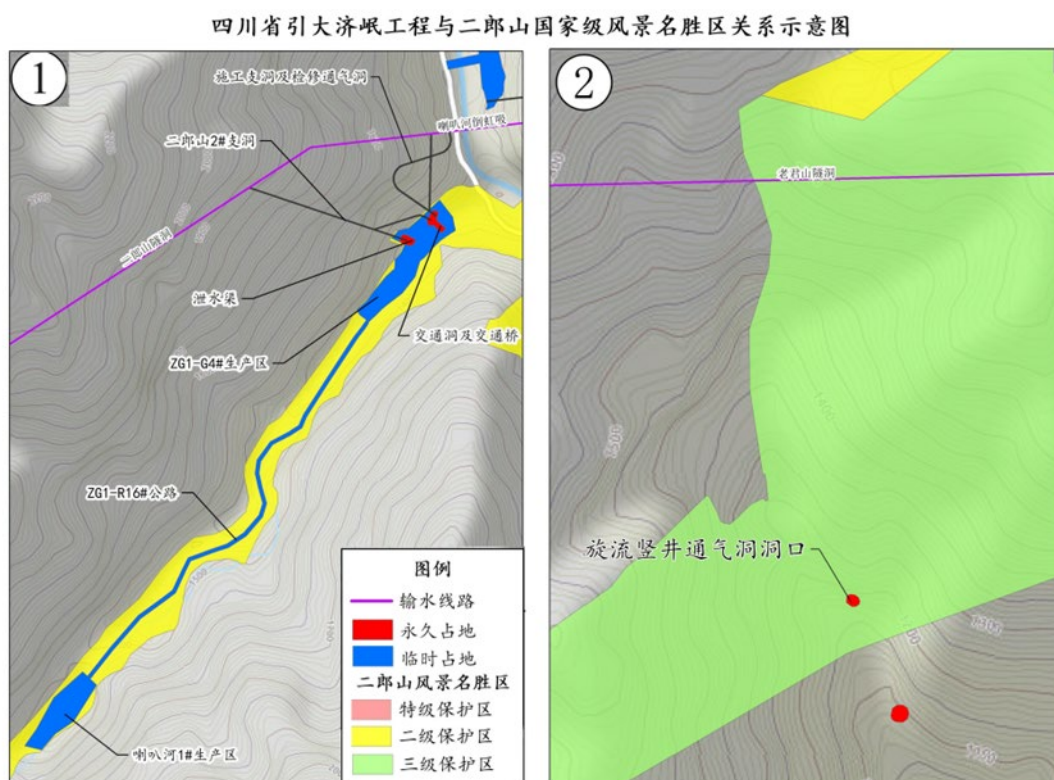 四川省引大济岷工程与二郎山国家级风景名胜区关系示意图
1
施工支洞及检修通气洞
喇叭河倒虹吸
二郎山2#支洞
二郎山隧洞
泄水渠
交通洞及交通桥
ZG1-G4#生产区
ZG1-R16#公路
喇叭河1#生产区
图例
输水线路
永久占地
临时占地
二郎山风景名胜区
特级保护区
二级保护区
三级保护区
2
老君山隧洞
1400
旋流竖井通气洞洞口
1300